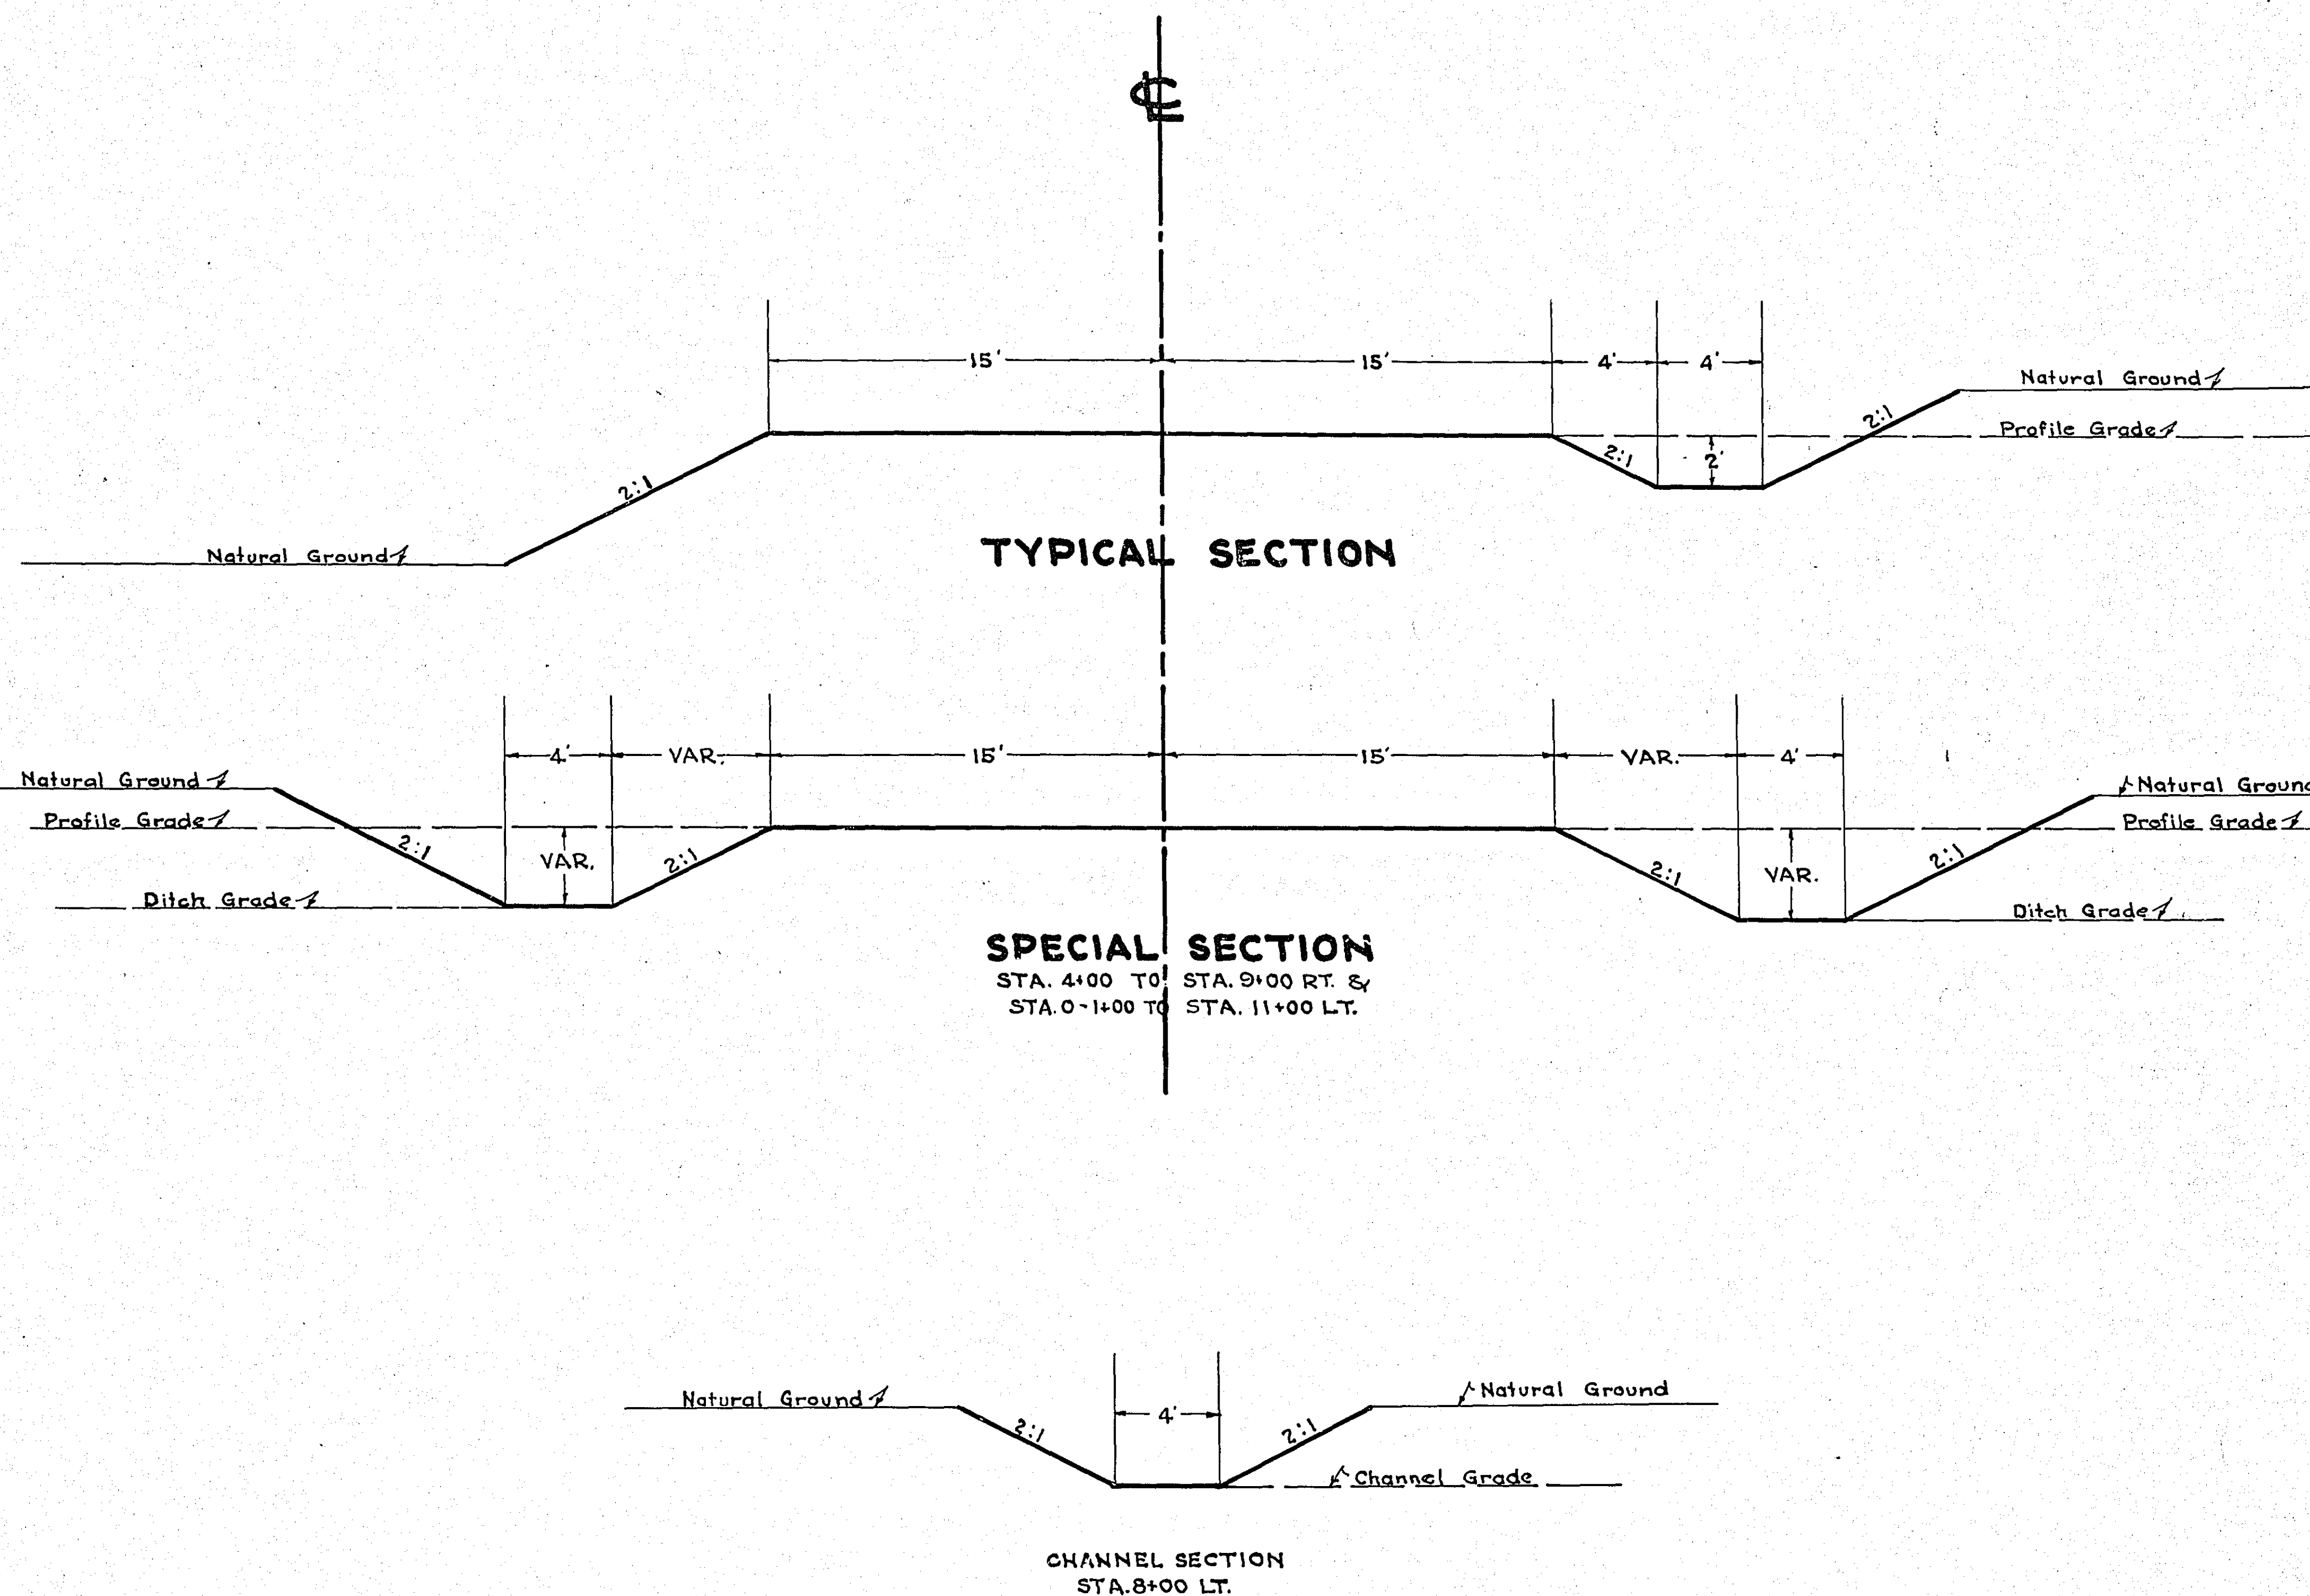 ℄
15' 15' 4' 4'
Natural Ground
2:1
Profile Grade
2:1
2'
2:1
Natural Ground
TYPICAL SECTION
4' VAR. 15' 15' VAR. 4'
Natural Ground
Natural Ground
Profile Grade
Profile Grade
2:1
VAR.
2:1
2:1
VAR.
2:1
Ditch Grade
Ditch Grade
SPECIAL SECTION
STA. 4+00 TO STA. 9+00 RT. &
STA. 0-1+00 TO STA. 11+00 LT.
Natural Ground
Natural Ground
4'
2:1
2:1
Channel Grade
CHANNEL SECTION
STA. 8+00 LT.